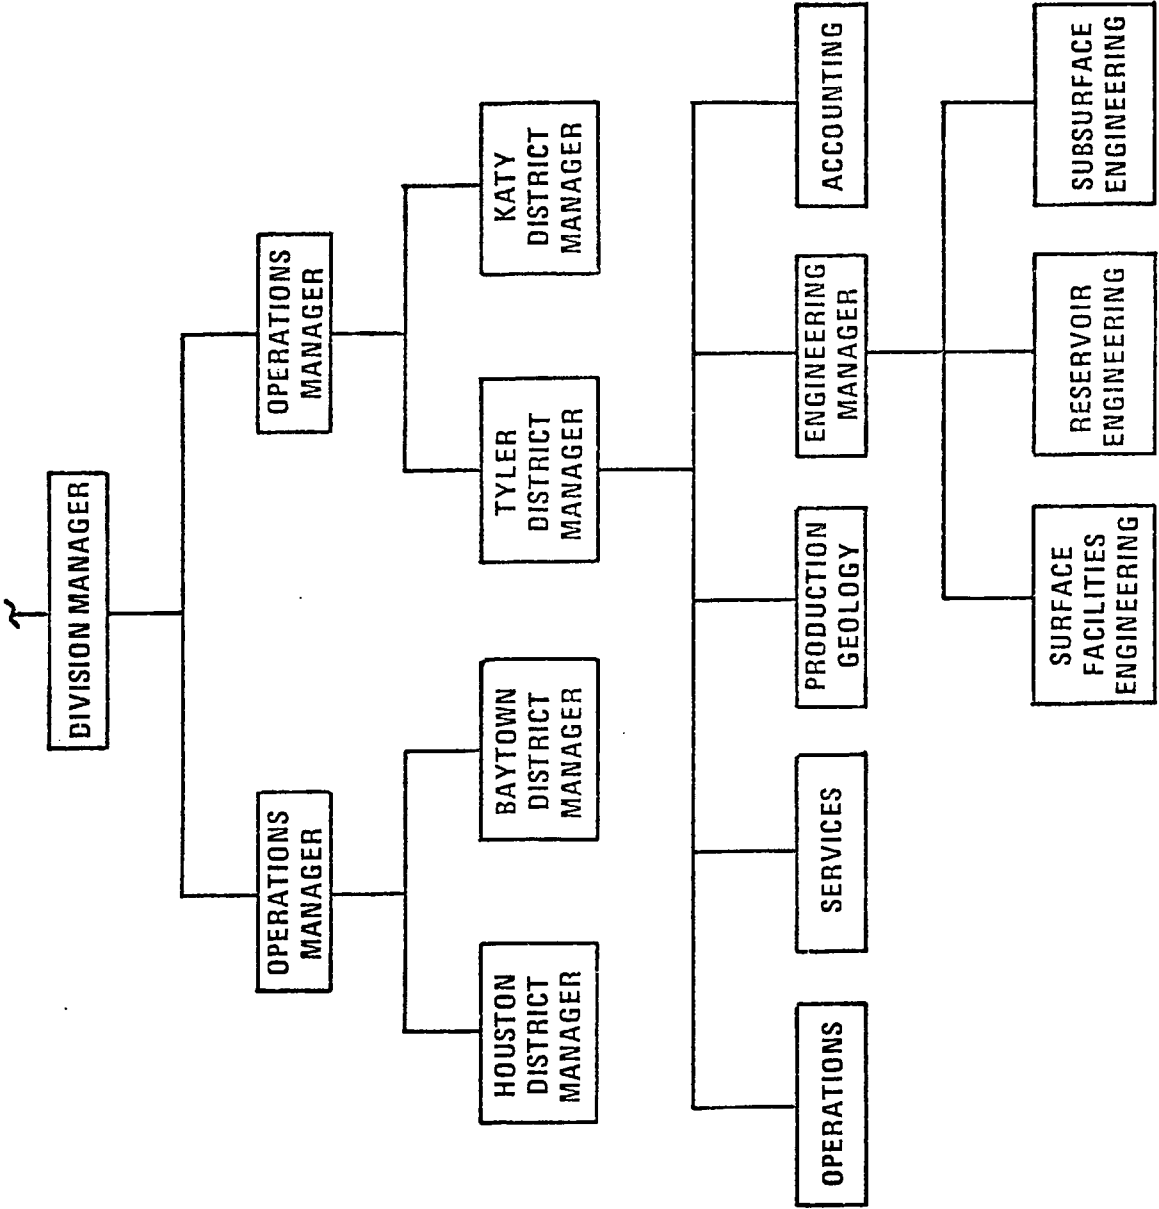 DIVISION MANAGER
OPERATIONS
MANAGER
OPERATIONS
MANAGER
HOUSTON
DISTRICT
MANAGER
BAYTOWN
DISTRICT
MANAGER
TYLER
DISTRICT
MANAGER
KATY
DISTRICT
MANAGER
OPERATIONS
SERVICES
PRODUCTION
GEOLOGY
ENGINEERING
MANAGER
ACCOUNTING
SURFACE
FACILITIES
ENGINEERING
RESERVOIR
ENGINEERING
SUBSURFACE
ENGINEERING